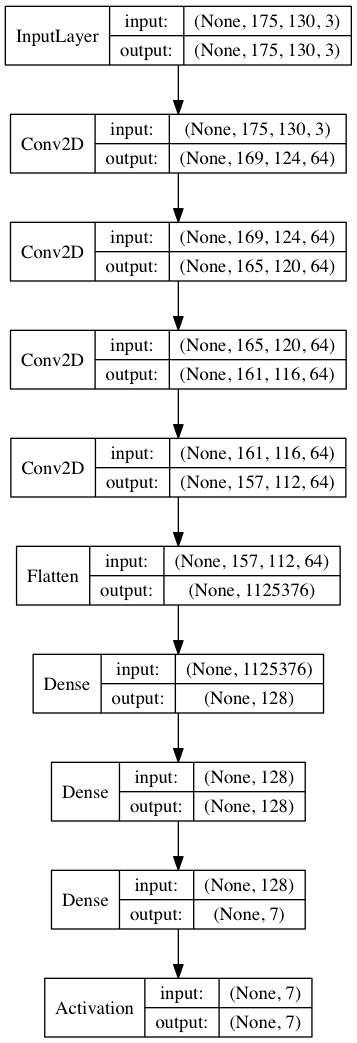 InputLayer
input: (None, 175, 130, 3)
output: (None, 175, 130, 3)
Conv2D
input: (None, 175, 130, 3)
output: (None, 169, 124, 64)
Conv2D
input: (None, 169, 124, 64)
output: (None, 165, 120, 64)
Conv2D
input: (None, 165, 120, 64)
output: (None, 161, 116, 64)
Conv2D
input: (None, 161, 116, 64)
output: (None, 157, 112, 64)
Flatten
input: (None, 157, 112, 64)
output: (None, 1125376)
Dense
input: (None, 1125376)
output: (None, 128)
Dense
input: (None, 128)
output: (None, 128)
Dense
input: (None, 128)
output: (None, 7)
Activation
input: (None, 7)
output: (None, 7)